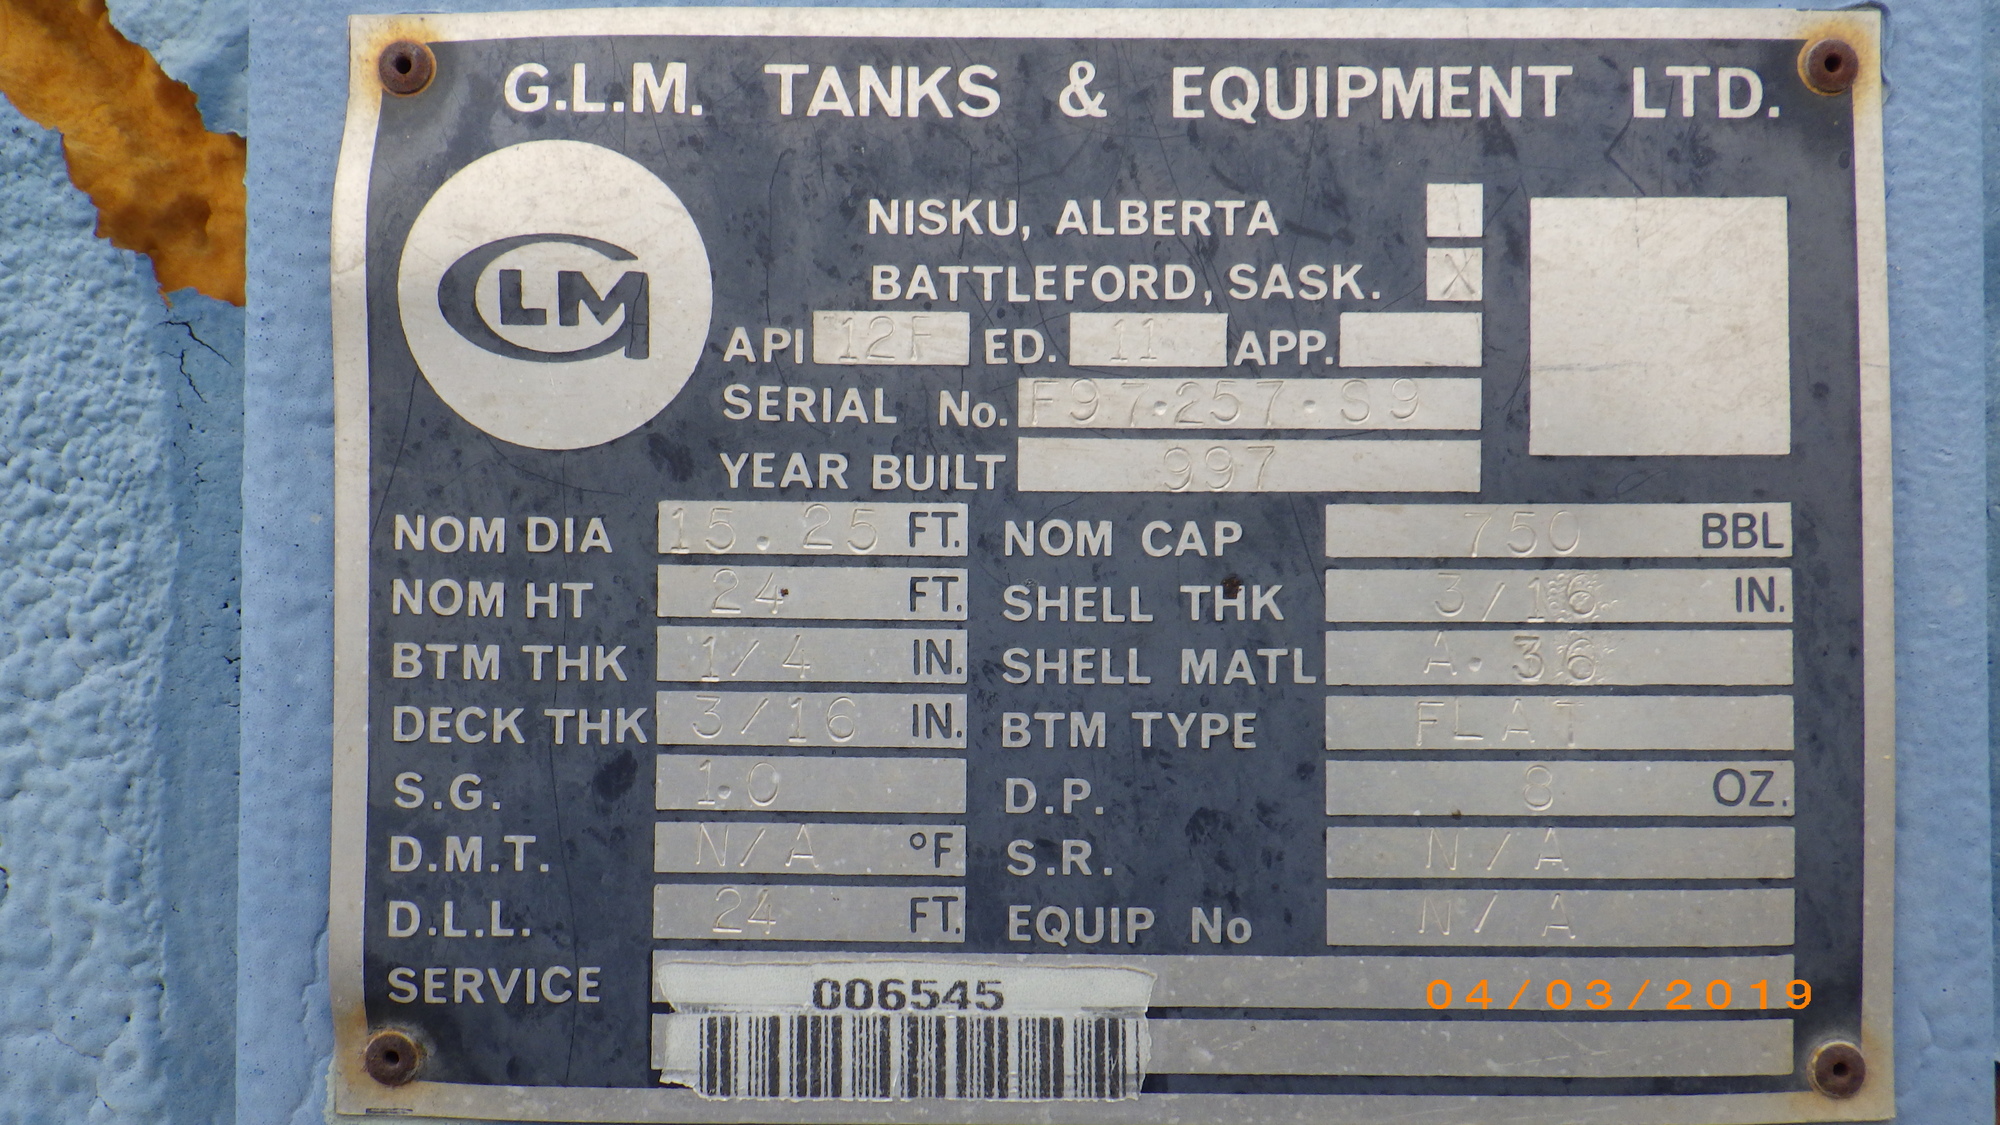 G.L.M. TANKS & EQUIPMENT LTD.
GLM
NISKU, ALBERTA
BATTLEFORD, SASK. X
API 12F ED. 11 APP.
SERIAL No. F97·257·S9
YEAR BUILT 997
NOM DIA 15.25 FT. NOM CAP 750 BBL
NOM HT 24 FT. SHELL THK 3/16 IN.
BTM THK 1/4 IN. SHELL MATL A·36
DECK THK 3/16 IN. BTM TYPE FLAT
S.G. 1.0 D.P. 8 OZ.
D.M.T. N/A °F S.R. N/A
D.L.L. 24 FT. EQUIP No N/A
SERVICE
006545
04/03/2019